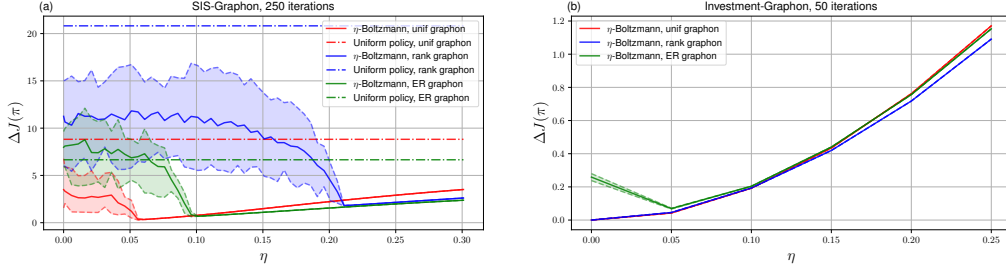 (a)
SIS-Graphon, 250 iterations
ΔJ(π)
20
15
10
5
0
η-Boltzmann, unif graphon
Uniform policy, unif graphon
η-Boltzmann, rank graphon
Uniform policy, rank graphon
η-Boltzmann, ER graphon
Uniform policy, ER graphon
0.00 0.05 0.10 0.15 0.20 0.25 0.30
η
(b)
Investment-Graphon, 50 iterations
ΔJ(π)
1.2
1.0
0.8
0.6
0.4
0.2
0.0
η-Boltzmann, unif graphon
η-Boltzmann, rank graphon
η-Boltzmann, ER graphon
0.00 0.05 0.10 0.15 0.20 0.25
η